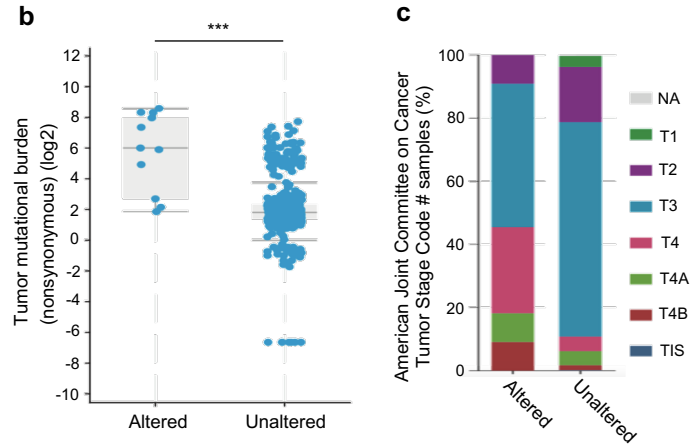 b
***
Tumor mutational burden
(nonsynonymous) (log2)
12
10
8
6
4
2
0
-2
-4
-6
-8
-10
Altered
Unaltered
c
American Joint Committee on Cancer
Tumor Stage Code # samples (%)
100
80
60
40
20
0
Altered
Unaltered
NA
T1
T2
T3
T4
T4A
T4B
TIS